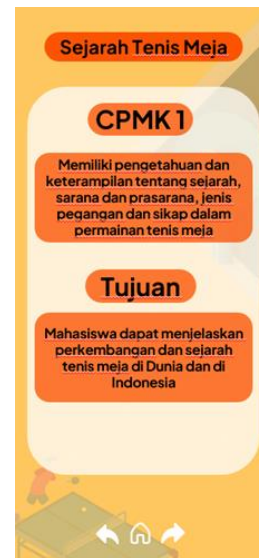 Sejarah Tenis Meja
CPMK 1
Memiliki pengetahuan dan
keterampilan tentang sejarah,
sarana dan prasarana, jenis
pegangan dan sikap dalam
permainan tenis meja
Tujuan
Mahasiswa dapat menjelaskan
perkembangan dan sejarah
tenis meja di Dunia dan di
Indonesia